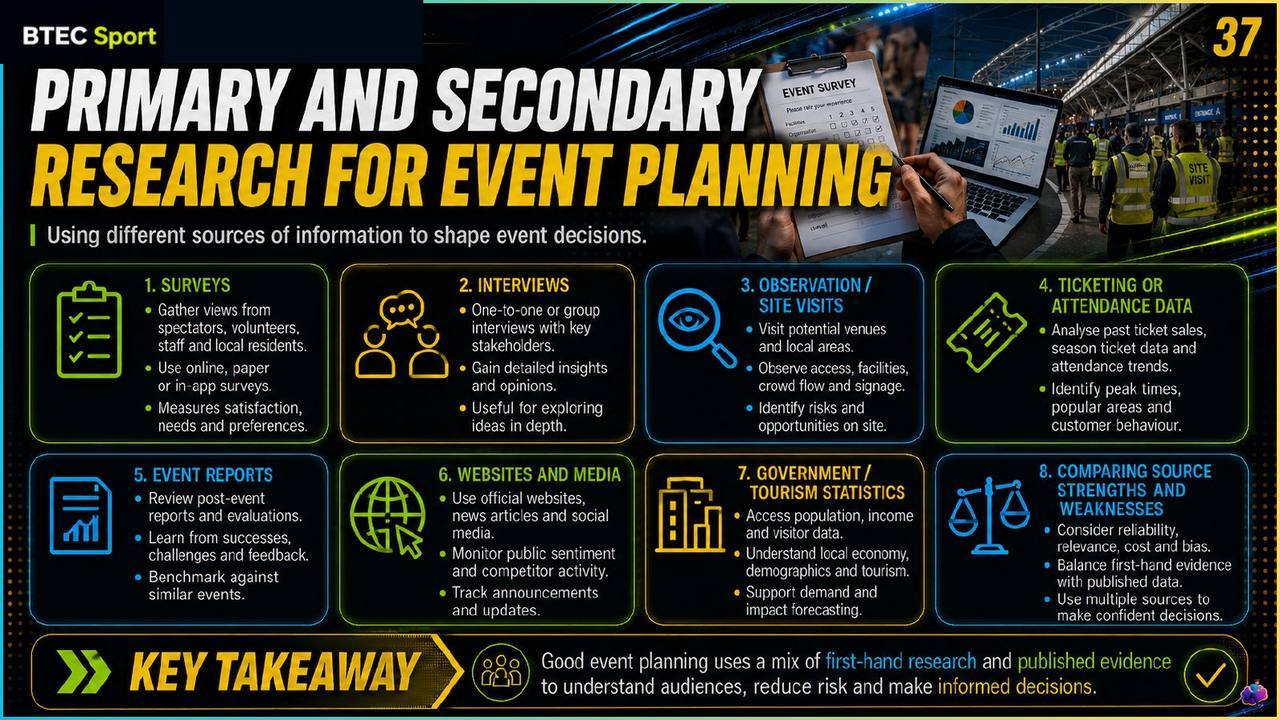 BTEC Sport
37
PRIMARY AND SECONDARY
RESEARCH FOR EVENT PLANNING
Using different sources of information to shape event decisions.
EVENT SURVEY
Please rate your experience
1 2 3 4 5
Facilities
Organisation
SITE
VISIT
1. SURVEYS
• Gather views from
spectators, volunteers,
staff and local residents.
• Use online, paper
or in-app surveys.
• Measures satisfaction,
needs and preferences.
2. INTERVIEWS
• One-to-one or group
interviews with key
stakeholders.
• Gain detailed insights
and opinions.
• Useful for exploring
ideas in depth.
3. OBSERVATION /
SITE VISITS
• Visit potential venues
and local areas.
• Observe access, facilities,
crowd flow and signage.
• Identify risks and
opportunities on site.
4. TICKETING OR
ATTENDANCE DATA
• Analyse past ticket sales,
season ticket data and
attendance trends.
• Identify peak times,
popular areas and
customer behaviour.
5. EVENT REPORTS
• Review post-event
reports and evaluations.
• Learn from successes,
challenges and feedback.
• Benchmark against
similar events.
6. WEBSITES AND MEDIA
• Use official websites,
news articles and social
media.
• Monitor public sentiment
and competitor activity.
• Track announcements
and updates.
7. GOVERNMENT /
TOURISM STATISTICS
• Access population, income
and visitor data.
• Understand local economy,
demographics and tourism.
• Support demand and
impact forecasting.
8. COMPARING SOURCE
STRENGTHS AND
WEAKNESSES
• Consider reliability,
relevance, cost and bias.
• Balance first-hand evidence
with published data.
• Use multiple sources to
make confident decisions.
KEY TAKEAWAY
Good event planning uses a mix of first-hand research and published evidence
to understand audiences, reduce risk and make informed decisions.